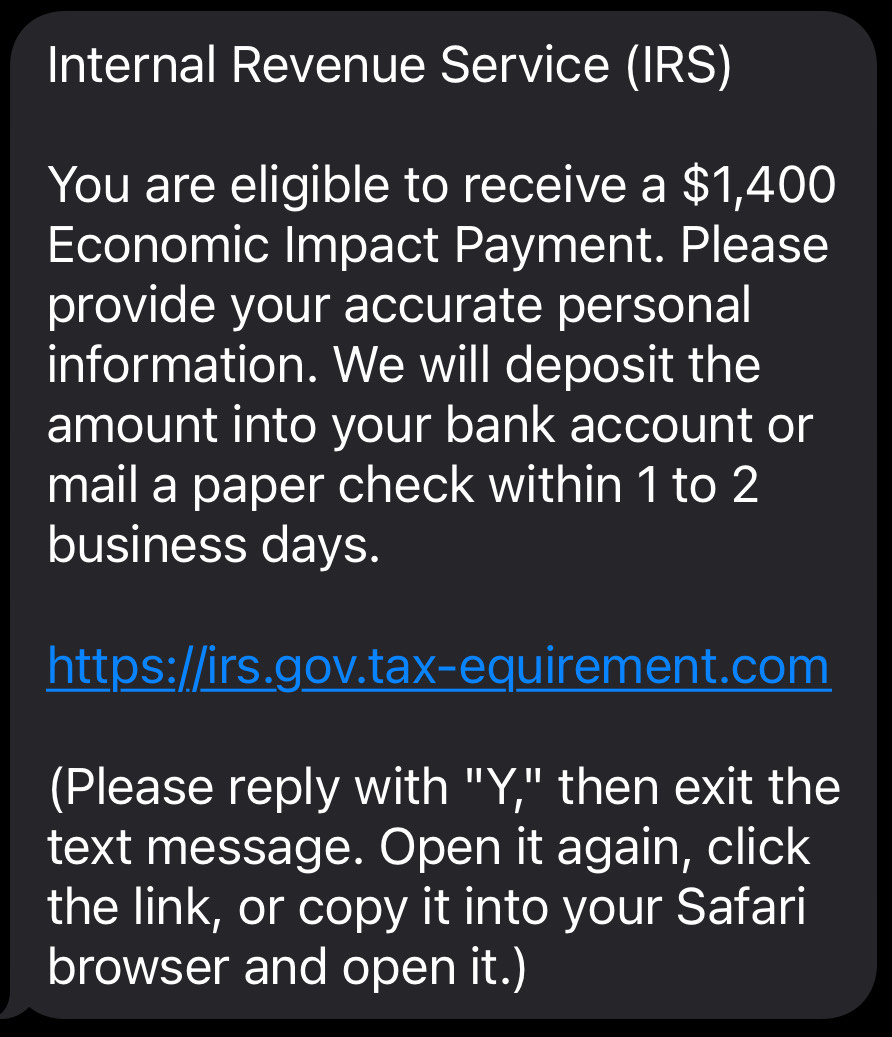 Internal Revenue Service (IRS)
You are eligible to receive a $1,400
Economic Impact Payment. Please
provide your accurate personal
information. We will deposit the
amount into your bank account or
mail a paper check within 1 to 2
business days.
https://irs.gov.tax-equirement.com
(Please reply with "Y," then exit the
text message. Open it again, click
the link, or copy it into your Safari
browser and open it.)